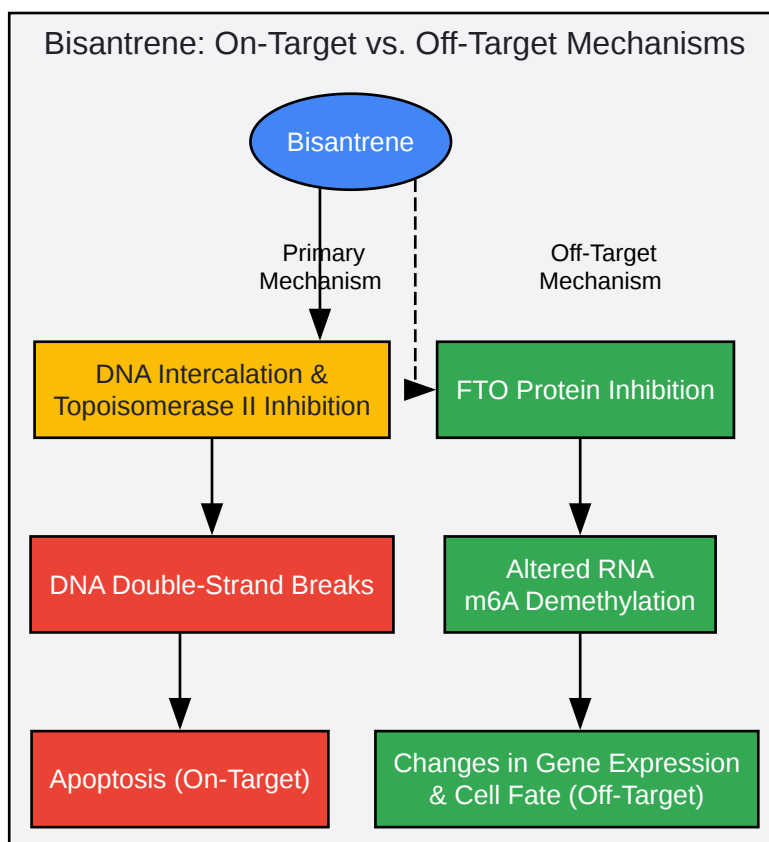 Bisantrene: On-Target vs. Off-Target Mechanisms
Bisantrene
Primary
Mechanism
Off-Target
Mechanism
DNA Intercalation &
Topoisomerase II Inhibition
FTO Protein Inhibition
DNA Double-Strand Breaks
Altered RNA
m6A Demethylation
Apoptosis (On-Target)
Changes in Gene Expression
& Cell Fate (Off-Target)